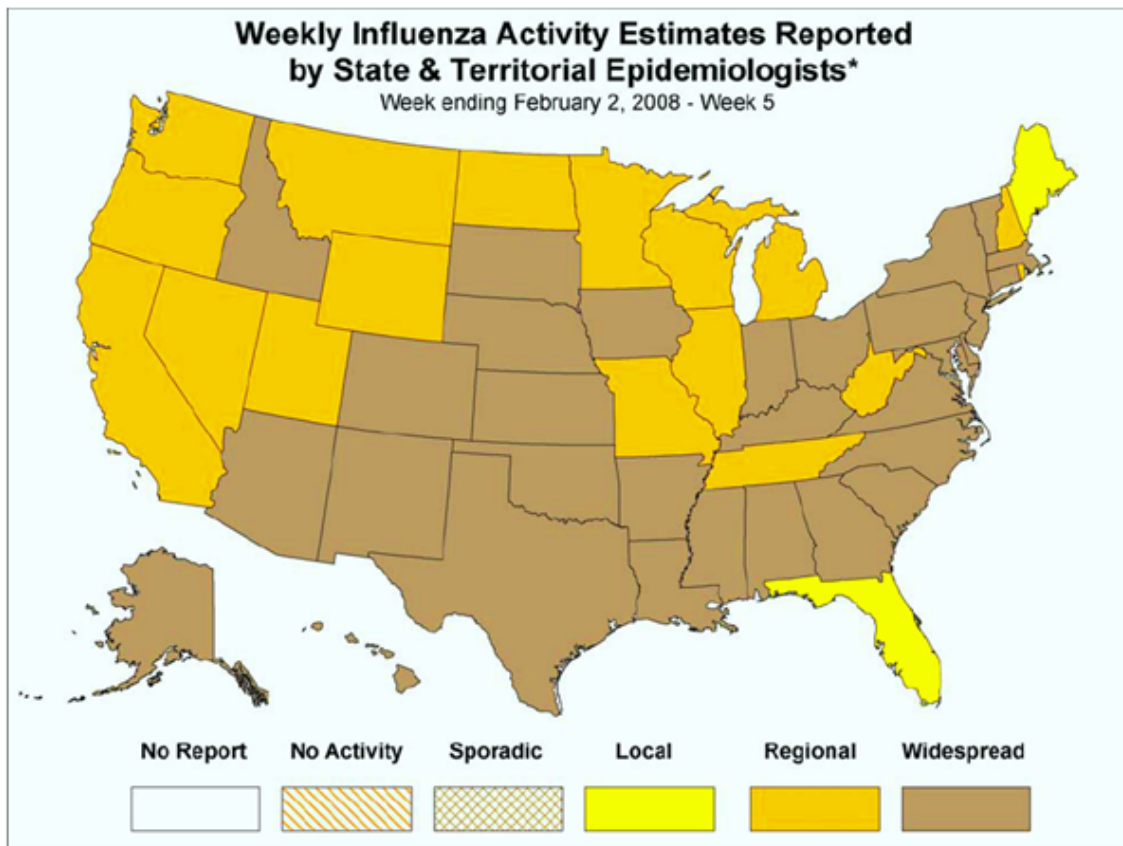 Weekly Influenza Activity Estimates Reported
by State & Territorial Epidemiologists*
Week ending February 2, 2008 - Week 5
No Report No Activity Sporadic Local Regional Widespread